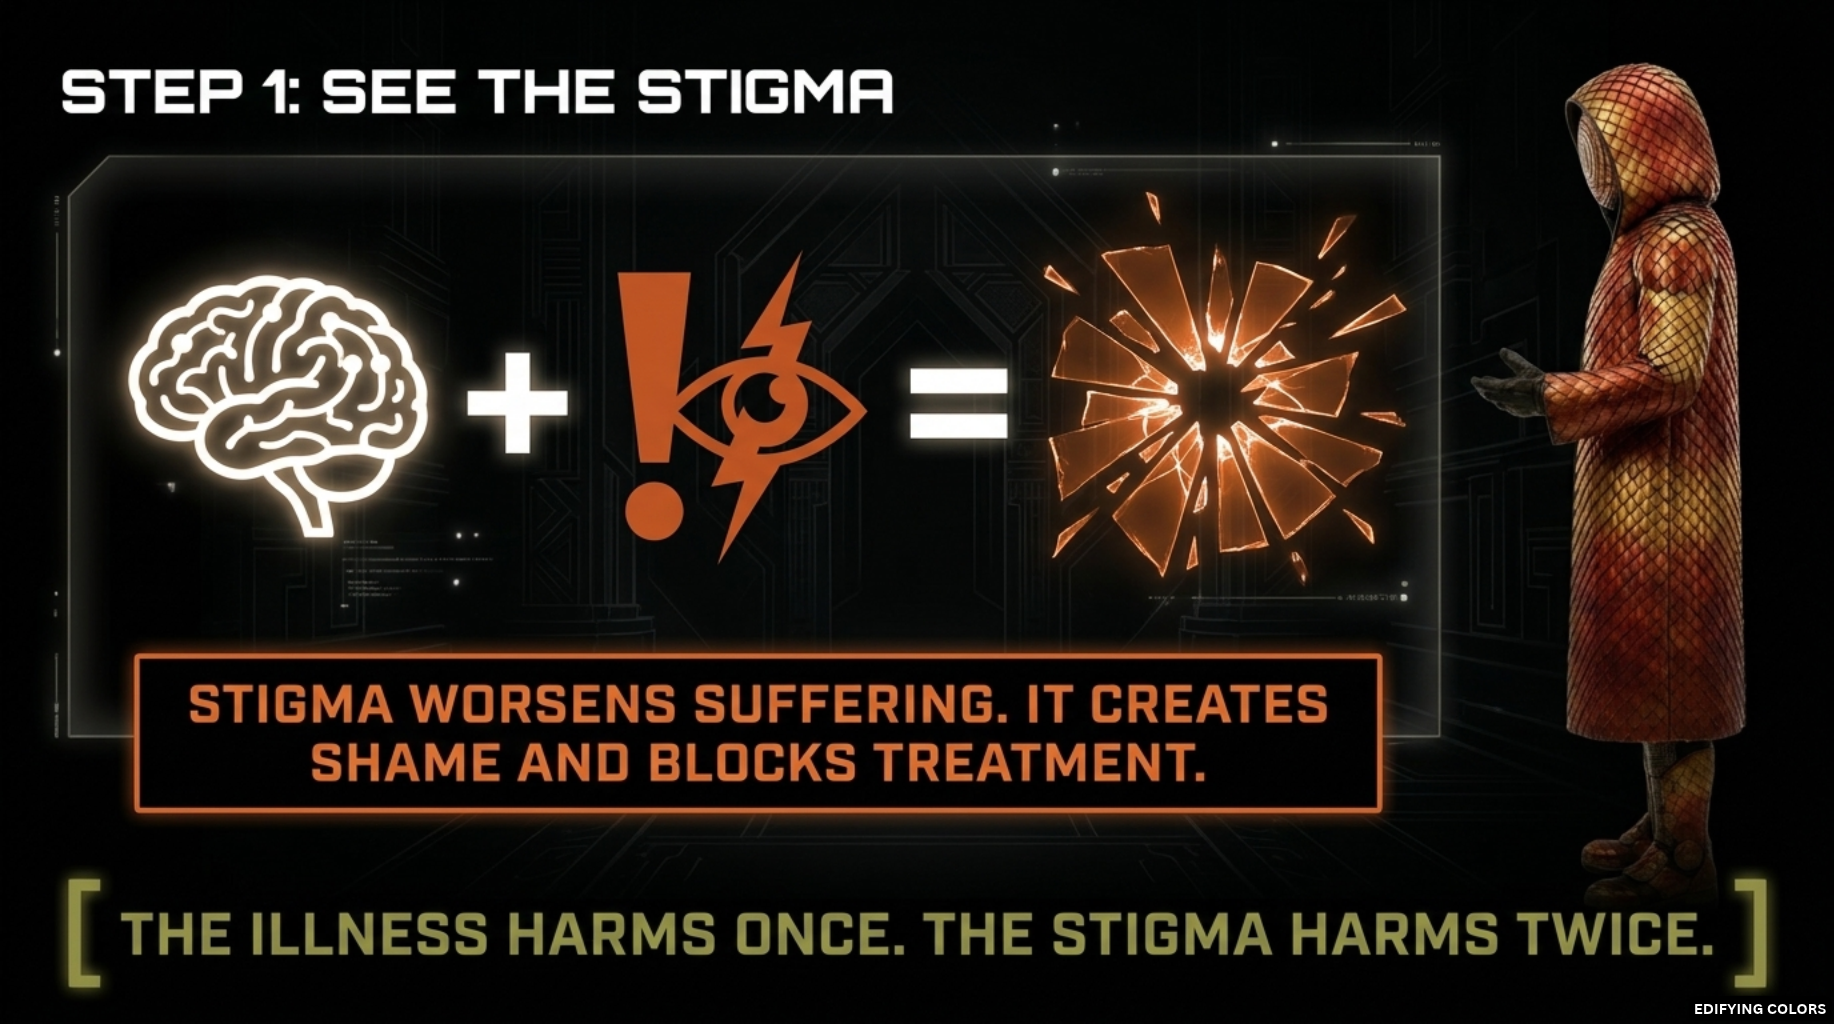 STEP 1: SEE THE STIGMA
STIGMA WORSENS SUFFERING. IT CREATES
SHAME AND BLOCKS TREATMENT.
[ THE ILLNESS HARMS ONCE. THE STIGMA HARMS TWICE. ]
EDIFYING COLORS